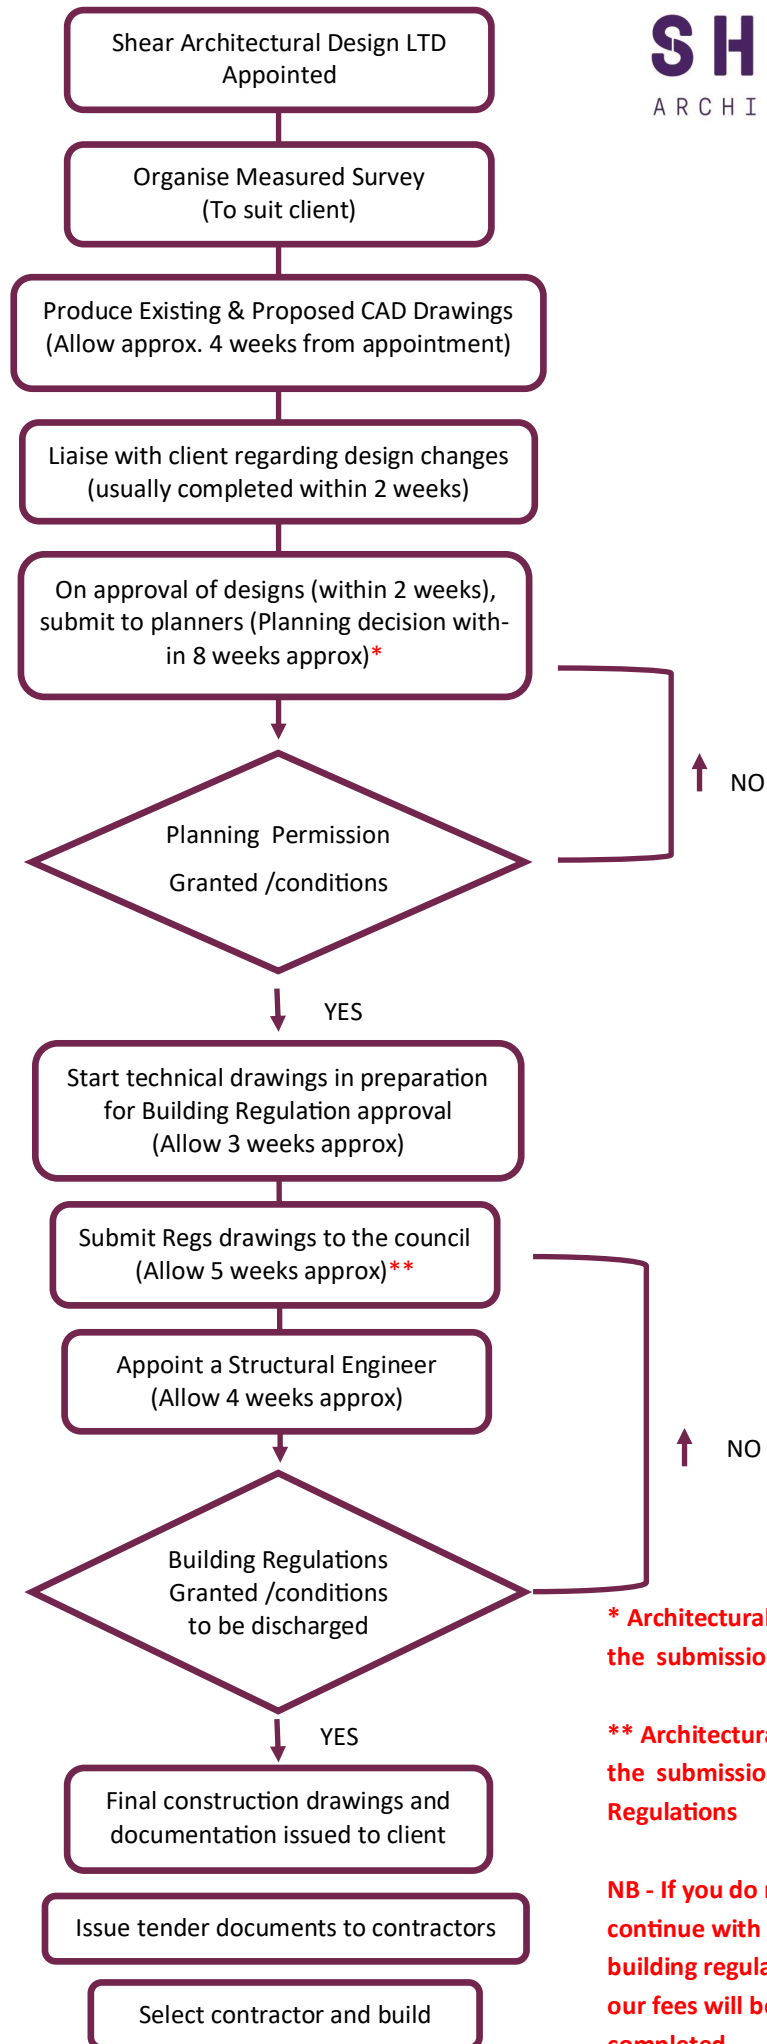 Shear Architectural Design LTD
Appointed
SH
ARCHI
Organise Measured Survey
(To suit client)
Produce Existing & Proposed CAD Drawings
(Allow approx. 4 weeks from appointment)
Liaise with client regarding design changes
(usually completed within 2 weeks)
On approval of designs (within 2 weeks),
submit to planners (Planning decision with-
in 8 weeks approx)*
NO
Planning Permission
Granted /conditions
YES
Start technical drawings in preparation
for Building Regulation approval
(Allow 3 weeks approx)
Submit Regs drawings to the council
(Allow 5 weeks approx)**
Appoint a Structural Engineer
(Allow 4 weeks approx)
NO
Building Regulations
Granted /conditions
to be discharged
YES
* Architectural
the submissio
** Architectura
the submissio
Regulations
Final construction drawings and
documentation issued to client
NB - If you do
continue with
building regula
our fees will be
completed
Issue tender documents to contractors
Select contractor and build